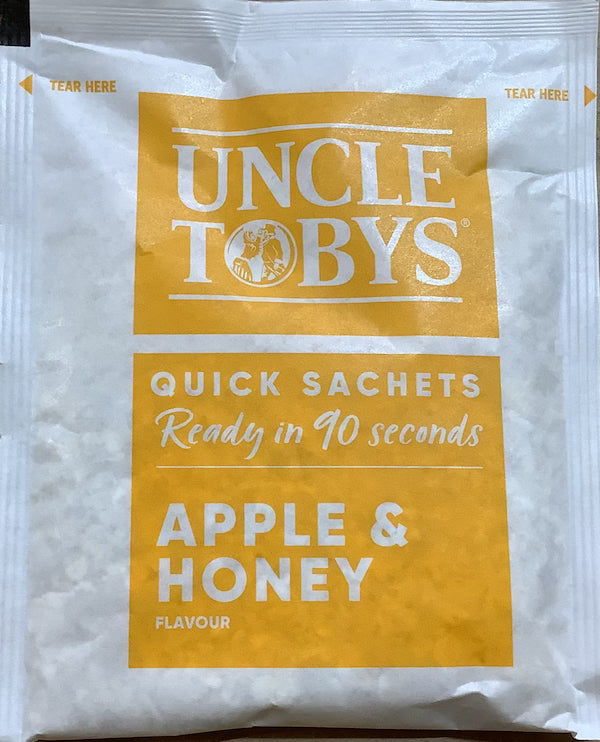 TEAR HERE
TEAR HERE
UNCLE
TOBYS®
QUICK SACHETS
Ready in 90 seconds
APPLE &
HONEY
FLAVOUR